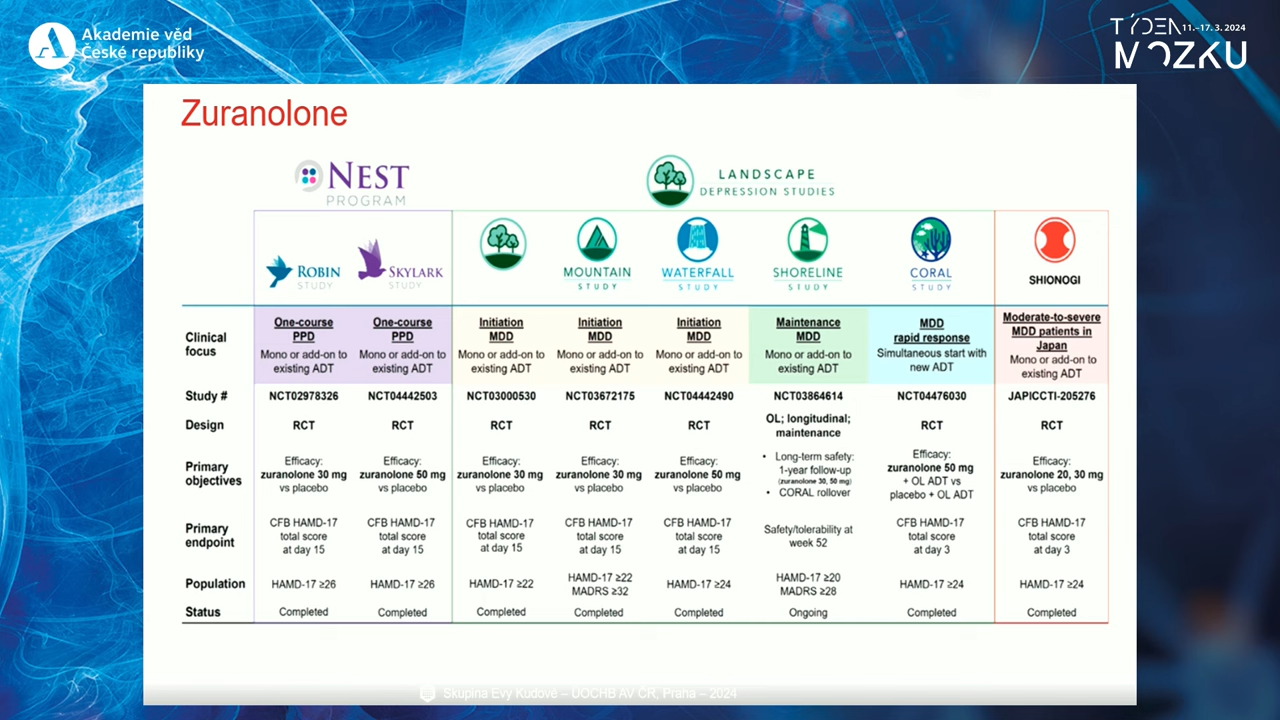 Akademie věd
České republiky
TÝDEN 11.–17. 3. 2024
MOZKU
Zuranolone
NEST
PROGRAM
LANDSCAPE
DEPRESSION STUDIES
ROBIN
STUDY
SKYLARK
STUDY
MOUNTAIN
STUDY
WATERFALL
STUDY
SHORELINE
STUDY
CORAL
STUDY
SHIONOGI
Clinical
focus
One-course
PPD
Mono or add-on to
existing ADT
One-course
PPD
Mono or add-on to
existing ADT
Initiation
MDD
Mono or add-on to
existing ADT
Initiation
MDD
Mono or add-on to
existing ADT
Initiation
MDD
Mono or add-on to
existing ADT
Maintenance
MDD
Mono or add-on to
existing ADT
MDD
rapid response
Simultaneous start with
new ADT
Moderate-to-severe
MDD patients in
Japan
Mono or add-on to
existing ADT
Study # NCT02978326 NCT04442503 NCT03000530 NCT03672175 NCT04442490 NCT03864614 NCT04476030 JAPICCTI-205276
Design RCT RCT RCT RCT RCT OL; longitudinal;
maintenance
RCT RCT
Primary
objectives
Efficacy:
zuranolone 30 mg
vs placebo
Efficacy:
zuranolone 50 mg
vs placebo
Efficacy:
zuranolone 30 mg
vs placebo
Efficacy:
zuranolone 30 mg
vs placebo
Efficacy:
zuranolone 50 mg
vs placebo
• Long-term safety:
1-year follow-up
(zuranolone 30, 50 mg)
• CORAL rollover
Efficacy:
zuranolone 50 mg
+ OL ADT vs
placebo + OL ADT
Efficacy:
zuranolone 20, 30 mg
vs placebo
Primary
endpoint
CFB HAMD-17
total score
at day 15
CFB HAMD-17
total score
at day 15
CFB HAMD-17
total score
at day 15
CFB HAMD-17
total score
at day 15
CFB HAMD-17
total score
at day 15
Safety/tolerability at
week 52
CFB HAMD-17
total score
at day 3
CFB HAMD-17
total score
at day 3
Population HAMD-17 ≥26 HAMD-17 ≥26 HAMD-17 ≥22 HAMD-17 ≥22
MADRS ≥32
HAMD-17 ≥24 HAMD-17 ≥20
MADRS ≥28
HAMD-17 ≥24 HAMD-17 ≥24
Status Completed Completed Completed Completed Completed Ongoing Completed Completed
Skupina Evy Kudové – ÚOCHB AV ČR, Praha – 2024